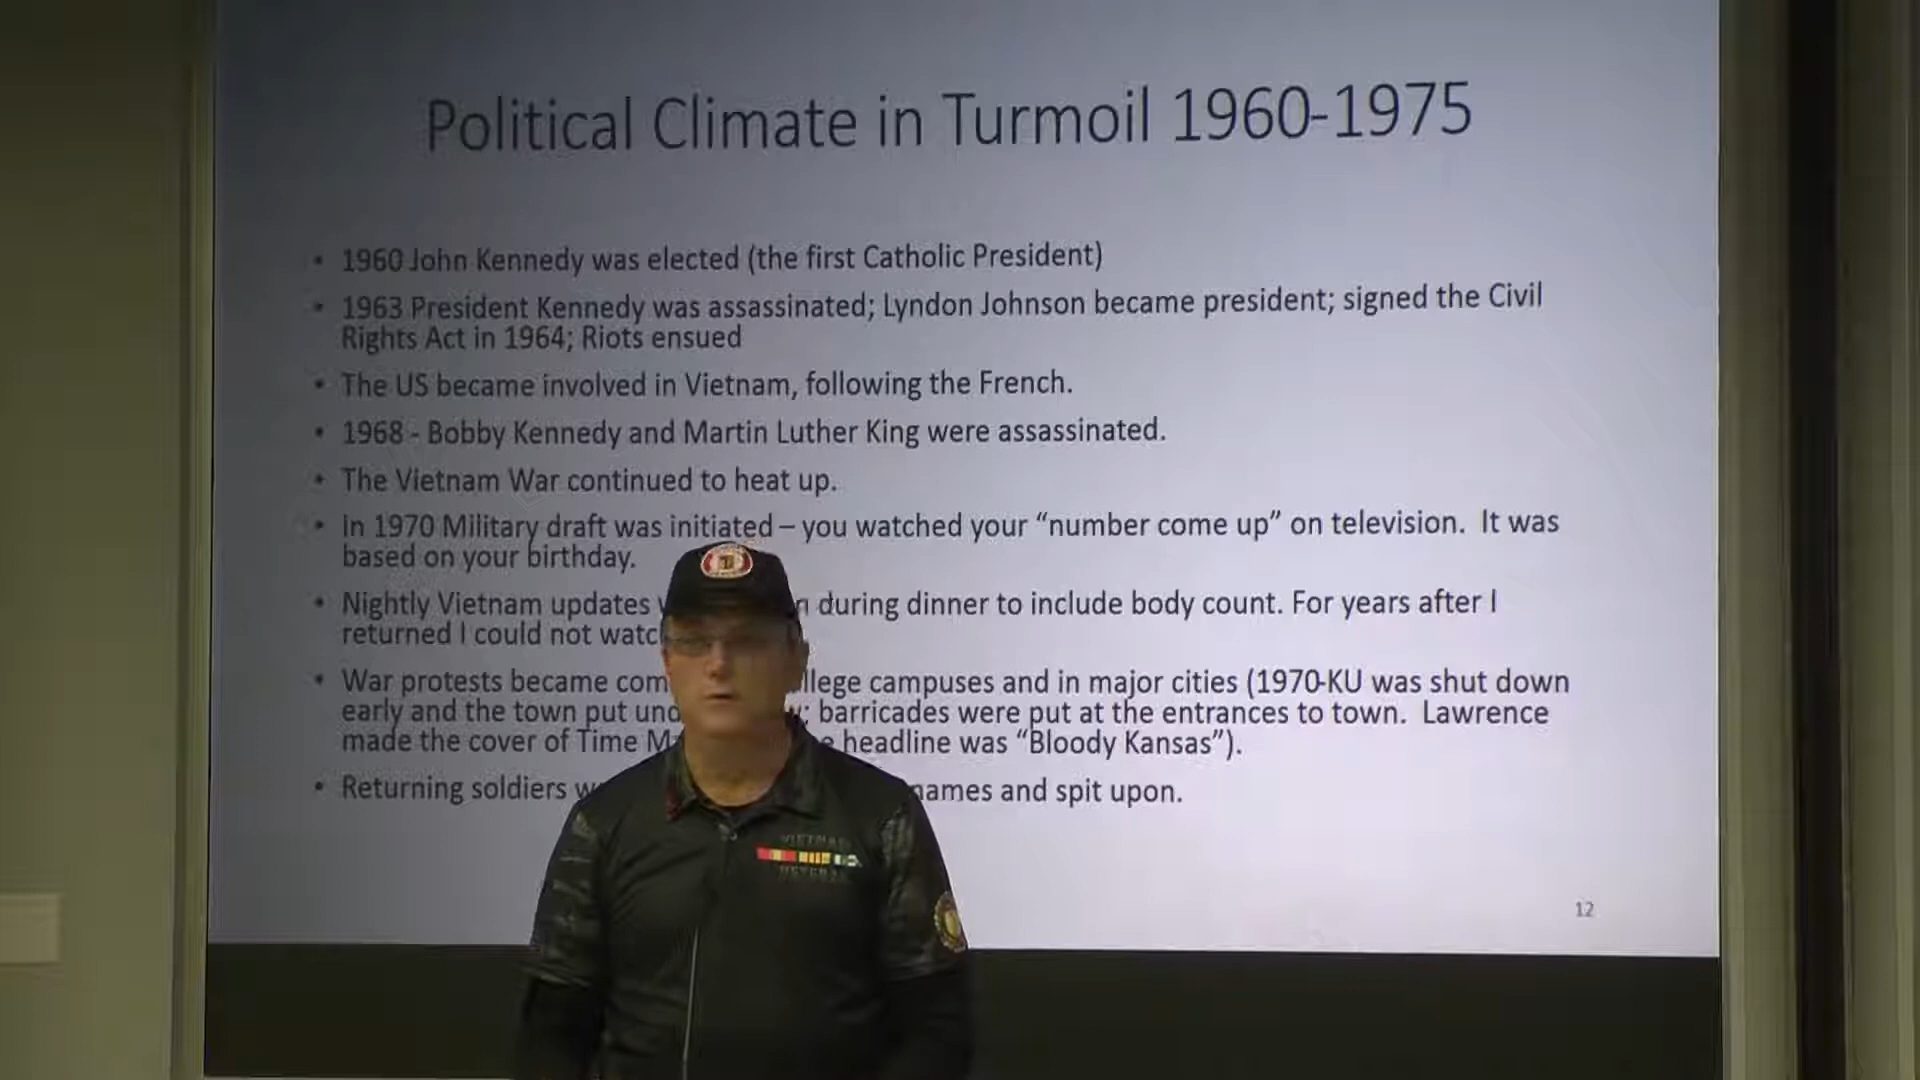 Political Climate in Turmoil 1960-1975
• 1960 John Kennedy was elected (the first Catholic President)
• 1963 President Kennedy was assassinated; Lyndon Johnson became president; signed the Civil
Rights Act in 1964; Riots ensued
• The US became involved in Vietnam, following the French.
• 1968 - Bobby Kennedy and Martin Luther King were assassinated.
• The Vietnam War continued to heat up.
• In 1970 Military draft was initiated – you watched your “number come up” on television. It was
based on your birthday.
• Nightly Vietnam updates during dinner to include body count. For years after I
returned I could not
• War protests became campuses and in major cities (1970-KU was shut down
early and the town put barricades were put at the entrances to town. Lawrence
made the cover of Time headline was “Bloody Kansas”).
• Returning soldiers and spit upon.
VIETNAM
VETERAN
12